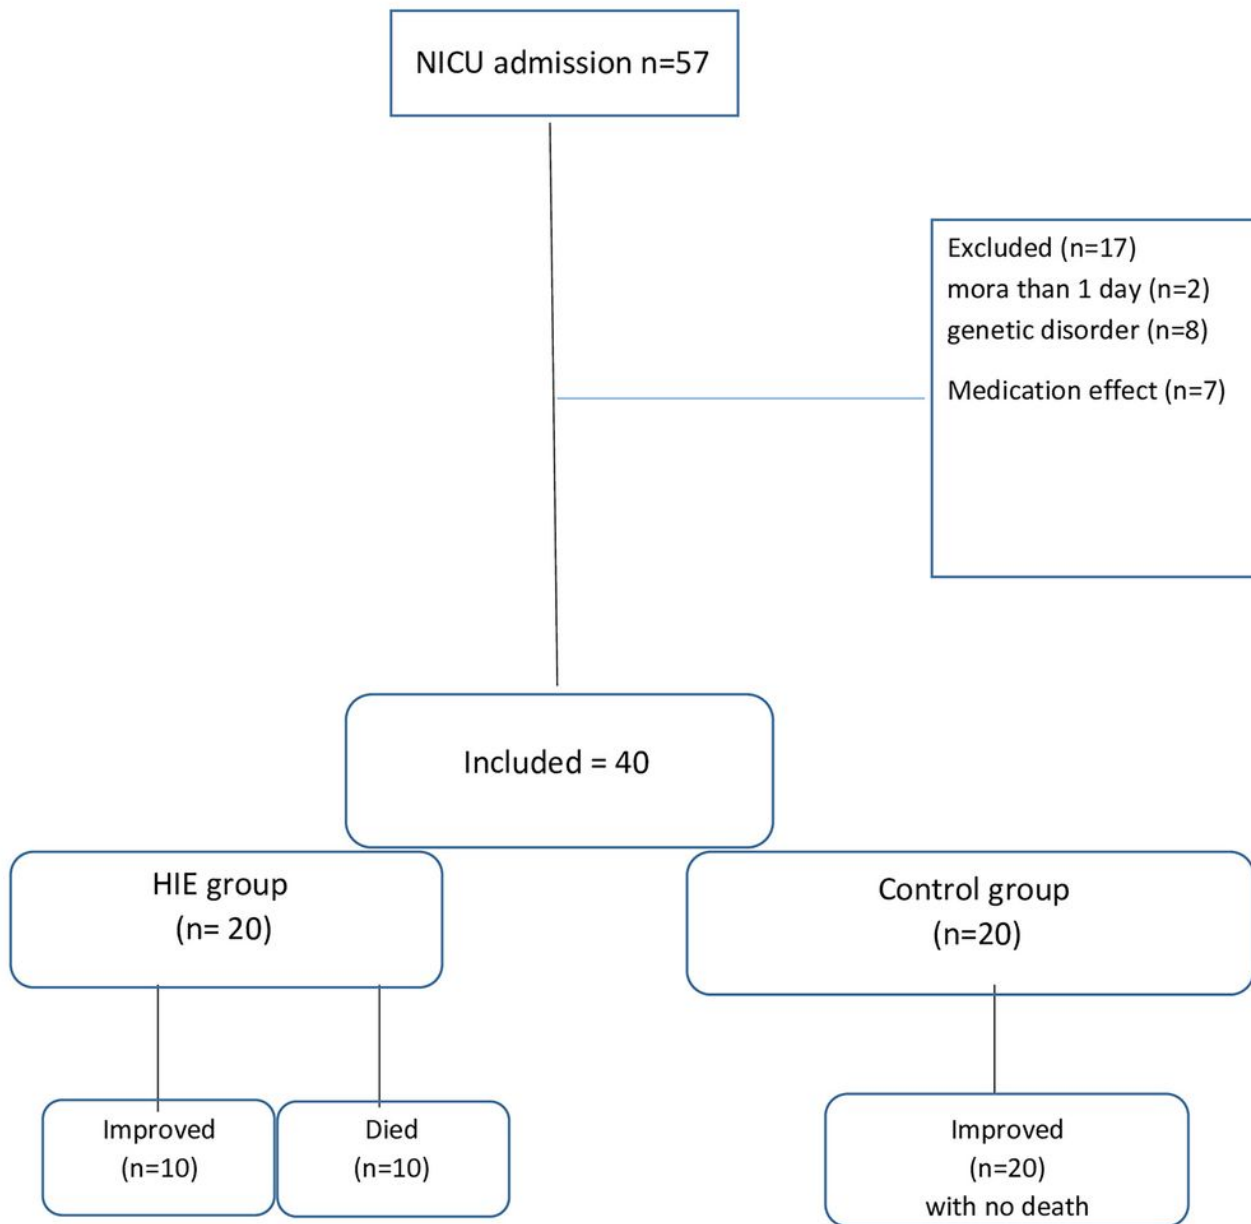 NICU admission n=57
Excluded (n=17)
mora than 1 day (n=2)
genetic disorder (n=8)
Medication effect (n=7)
Included = 40
HIE group
(n= 20)
Control group
(n=20)
Improved
(n=10)
Died
(n=10)
Improved
(n=20)
with no death